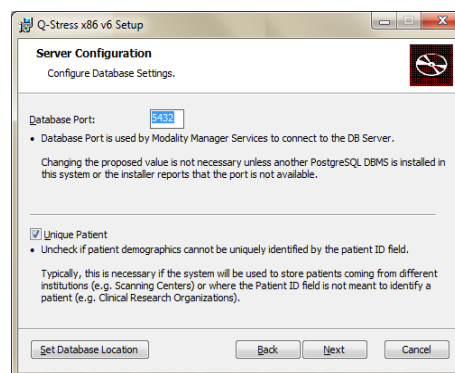 Q-Stress x86 v6 Setup
Server Configuration
Configure Database Settings.
Database Port: 5432
• Database Port is used by Modality Manager Services to connect to the DB Server.
Changing the proposed value is not necessary unless another PostgreSQL DBMS is installed in
this system or the installer reports that the port is not available.
Unique Patient
• Uncheck if patient demographics cannot be uniquely identified by the patient ID field.
Typically, this is necessary if the system will be used to store patients coming from different
institutions (e.g. Scanning Centers) or where the Patient ID field is not meant to identify a
patient (e.g. Clinical Research Organizations).
Set Database Location Back Next Cancel